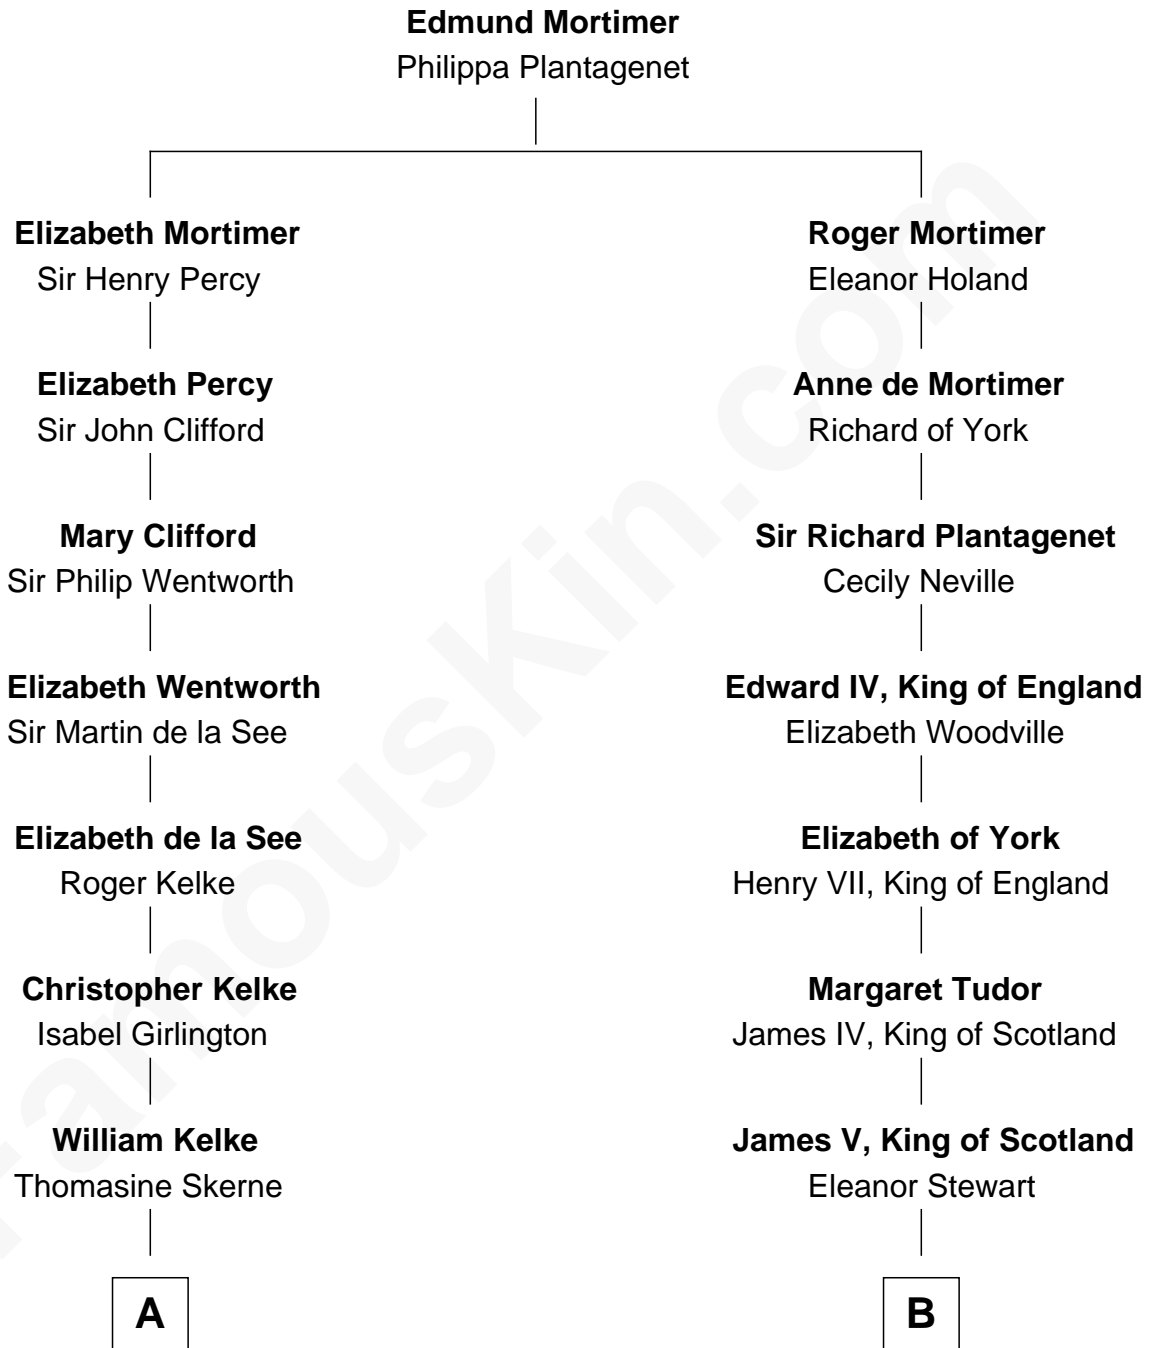 Edmund Mortimer
Philippa Plantagenet
Elizabeth Mortimer
Sir Henry Percy
Roger Mortimer
Eleanor Holand
Elizabeth Percy
Sir John Clifford
Anne de Mortimer
Richard of York
Mary Clifford
Sir Philip Wentworth
Sir Richard Plantagenet
Cecily Neville
Elizabeth Wentworth
Sir Martin de la See
Edward IV, King of England
Elizabeth Woodville
Elizabeth de la See
Roger Kelke
Elizabeth of York
Henry VII, King of England
Christopher Kelke
Isabel Girlington
Margaret Tudor
James IV, King of Scotland
William Kelke
Thomasine Skerne
James V, King of Scotland
Eleanor Stewart
A
B
FamousKin.com